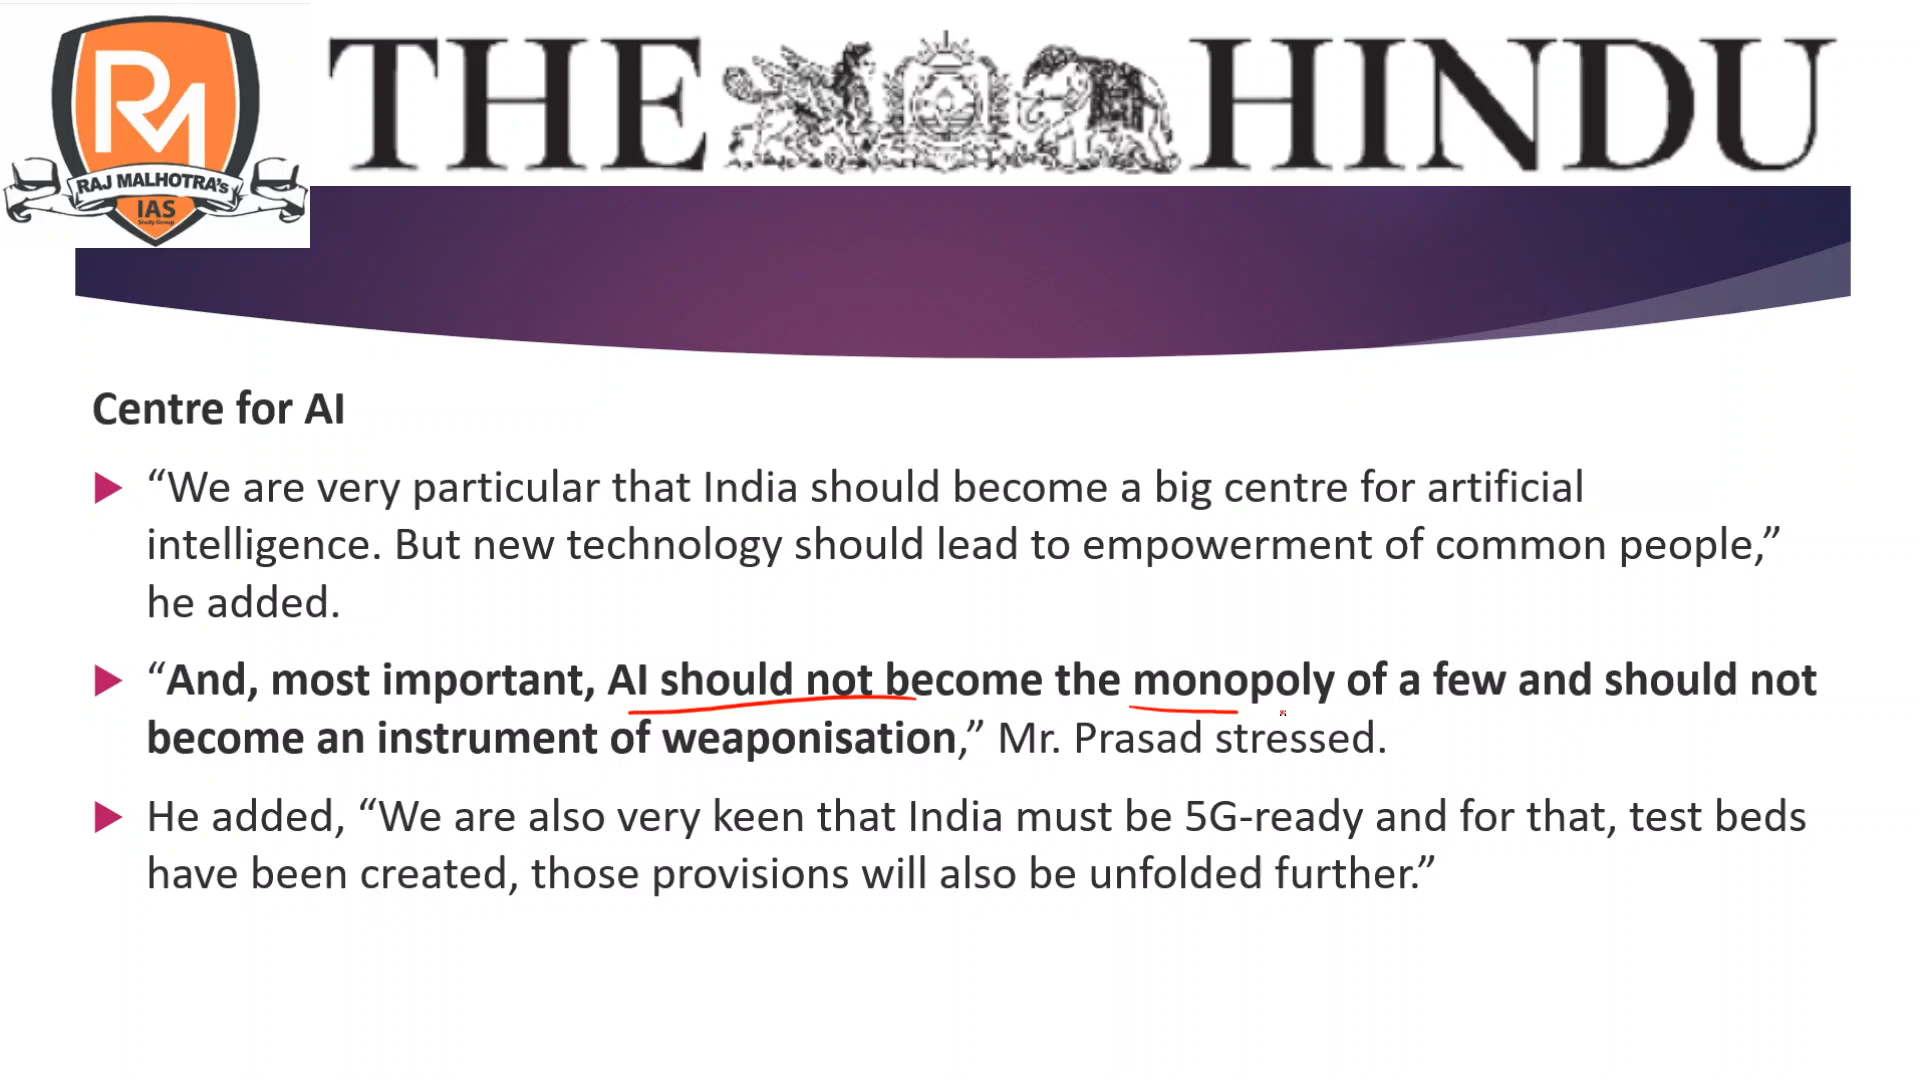 RM
RAJ MALHOTRA's
IAS
Study Group
THE HINDU
Centre for AI
“We are very particular that India should become a big centre for artificial
intelligence. But new technology should lead to empowerment of common people,”
he added.
“And, most important, AI should not become the monopoly of a few and should not
become an instrument of weaponisation,” Mr. Prasad stressed.
He added, “We are also very keen that India must be 5G-ready and for that, test beds
have been created, those provisions will also be unfolded further.”